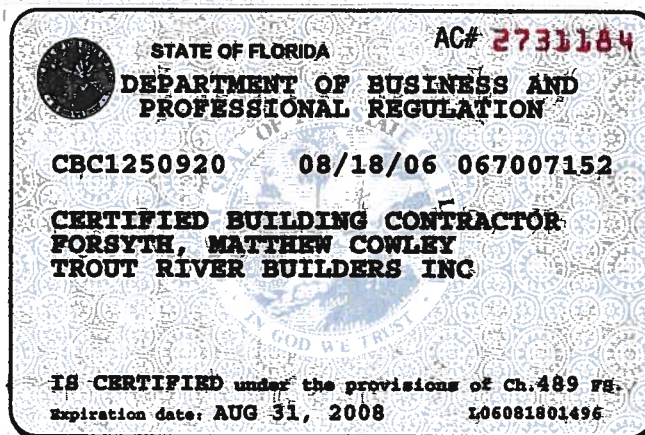 STATE OF FLORIDA AC# 2731184
DEPARTMENT OF BUSINESS AND
PROFESSIONAL REGULATION
CBC1250920 08/18/06 067007152
CERTIFIED BUILDING CONTRACTOR
FORSYTH, MATTHEW COWLEY
TROUT RIVER BUILDERS INC
IN GOD WE TRUST
IS CERTIFIED under the provisions of Ch.489 FS.
Expiration date: AUG 31, 2008 L06081801496